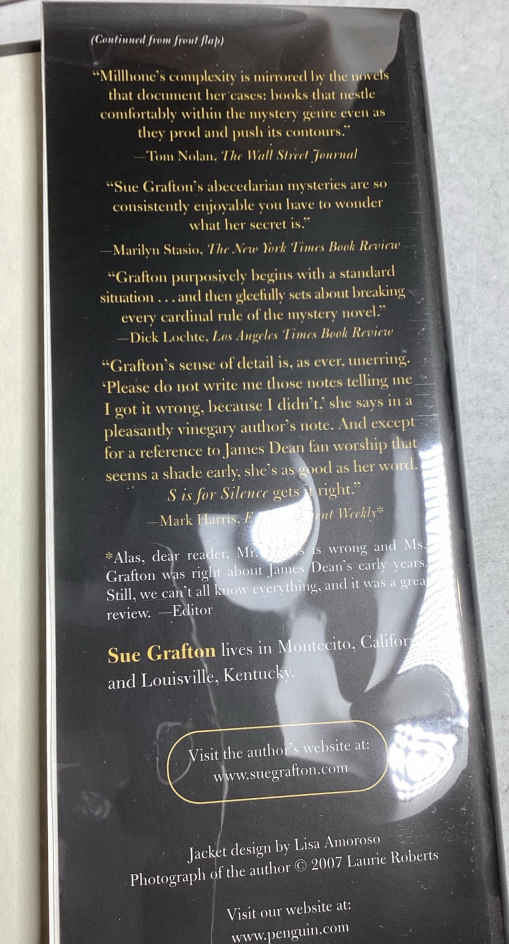 (Continued from front flap)
“Millhone’s complexity is mirrored by the novels
that document her cases: books that nestle
comfortably within the mystery genre even as
they prod and push its contours.”
—Tom Nolan, The Wall Street Journal
“Sue Grafton’s abecedarian mysteries are so
consistently enjoyable you have to wonder
what her secret is.”
—Marilyn Stasio, The New York Times Book Review
“Grafton purposively begins with a standard
situation . . . and then gleefully sets about breaking
every cardinal rule of the mystery novel.”
—Dick Lochte, Los Angeles Times Book Review
“Grafton’s sense of detail is, as ever, unerring.
‘Please do not write me those notes telling me
I got it wrong, because I didn’t,’ she says in a
pleasantly vinegary author’s note. And except
for a reference to James Dean fan worship that
seems a shade early, she’s as good as her word.
S is for Silence gets it right.”
—Mark Harris, Weekly*
*Alas, dear reader, Mr. is wrong and Ms.
Grafton was right about James Dean’s early years.
Still, we can’t all know everything, and it was a grea
review. —Editor
Sue Grafton lives in Montecito, Califor
and Louisville, Kentucky.
Visit the author’s website at:
www.suegrafton.com
Jacket design by Lisa Amoroso
Photograph of the author © 2007 Laurie Roberts
Visit our website at:
www.penguin.com